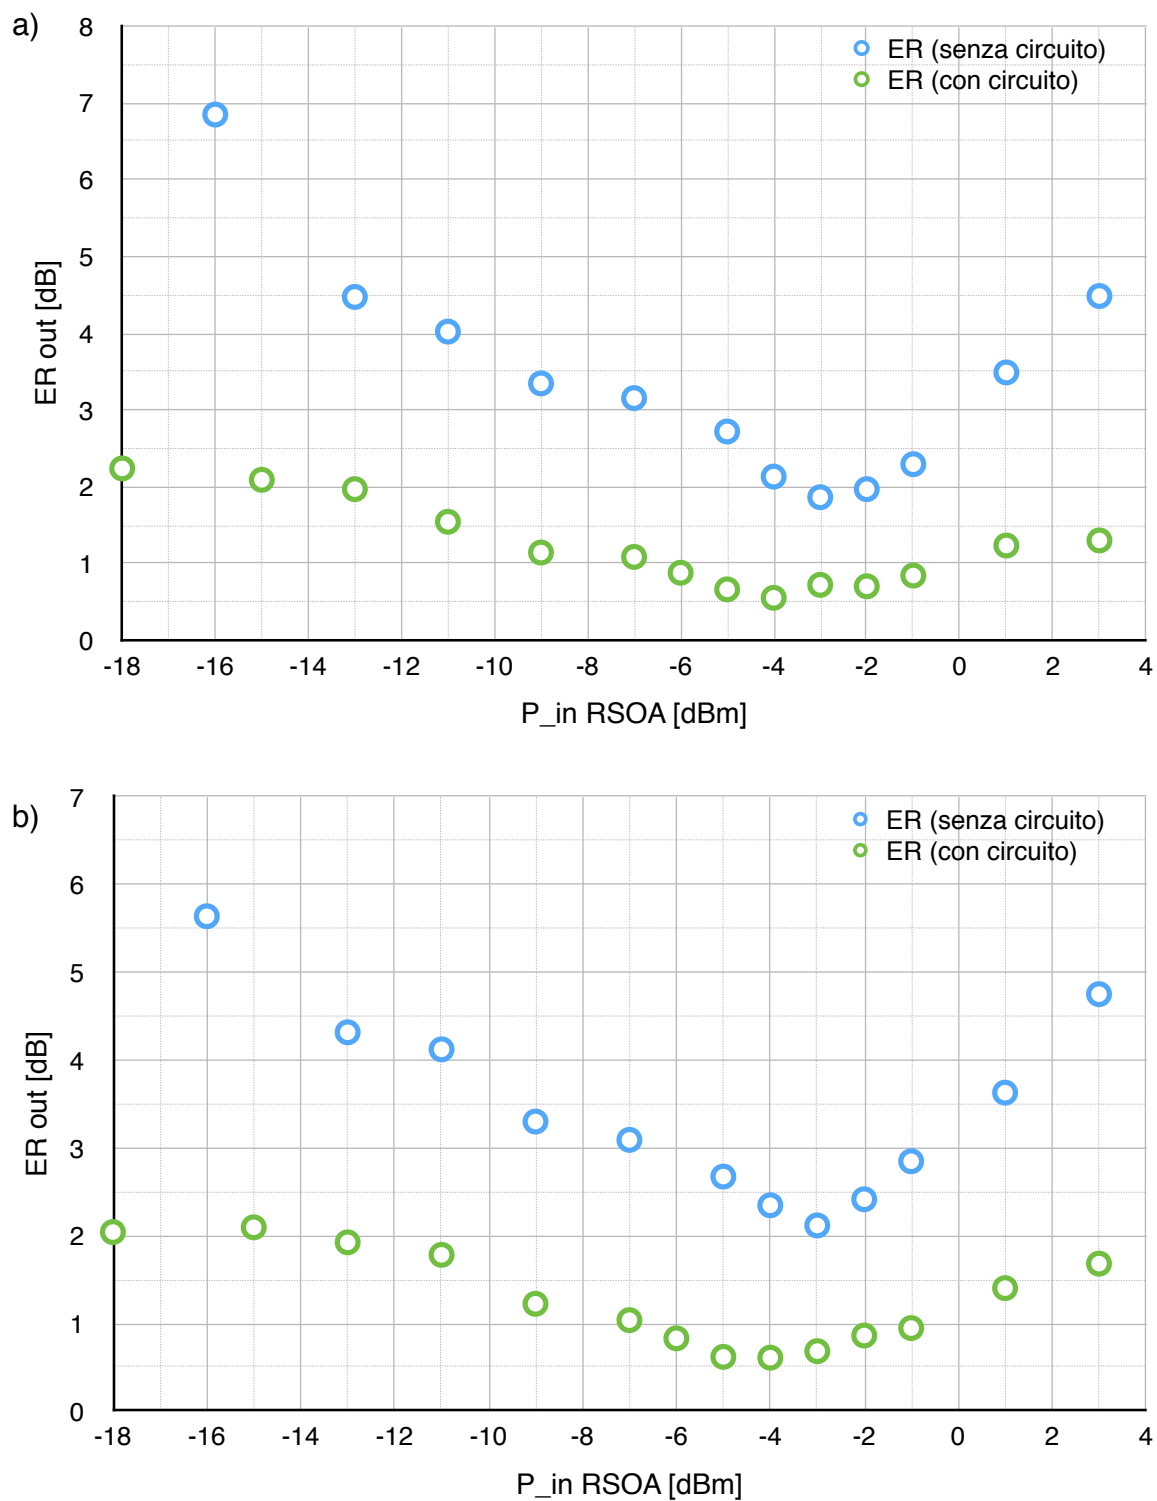 a)
8
7
6
5
4
3
2
1
0
ER out [dB]
ER (senza circuito)
ER (con circuito)
-18 -16 -14 -12 -10 -8 -6 -4 -2 0 2 4
P_in RSOA [dBm]
b)
7
6
5
4
3
2
1
0
ER out [dB]
ER (senza circuito)
ER (con circuito)
-18 -16 -14 -12 -10 -8 -6 -4 -2 0 2 4
P_in RSOA [dBm]